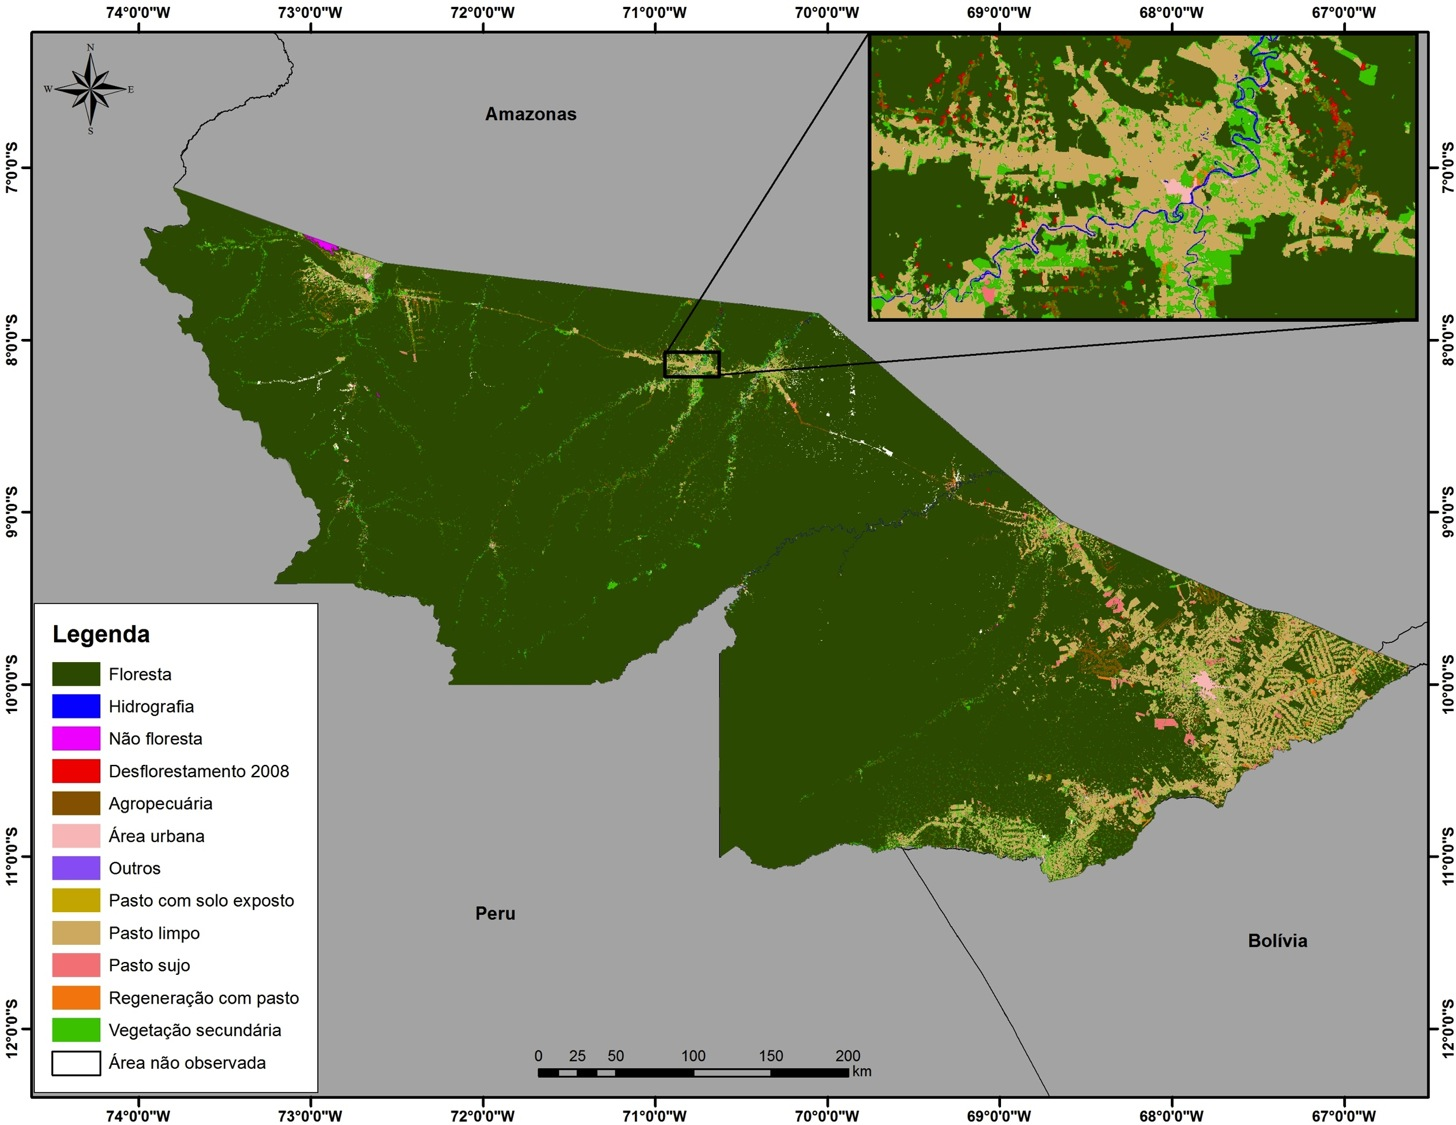 74°0'0"W 73°0'0"W 72°0'0"W 71°0'0"W 70°0'0"W 69°0'0"W 68°0'0"W 67°0'0"W
N
W E
S
Amazonas
7°0'0"S 7°0'0"S
8°0'0"S 8°0'0"S
9°0'0"S 9°0'0"S
10°0'0"S 10°0'0"S
11°0'0"S 11°0'0"S
12°0'0"S 12°0'0"S
Legenda
Floresta
Hidrografia
Não floresta
Desflorestamento 2008
Agropecuária
Área urbana
Outros
Pasto com solo exposto
Pasto limpo
Pasto sujo
Regeneração com pasto
Vegetação secundária
Área não observada
Peru
Bolívia
0 25 50 100 150 200
km
74°0'0"W 73°0'0"W 72°0'0"W 71°0'0"W 70°0'0"W 69°0'0"W 68°0'0"W 67°0'0"W